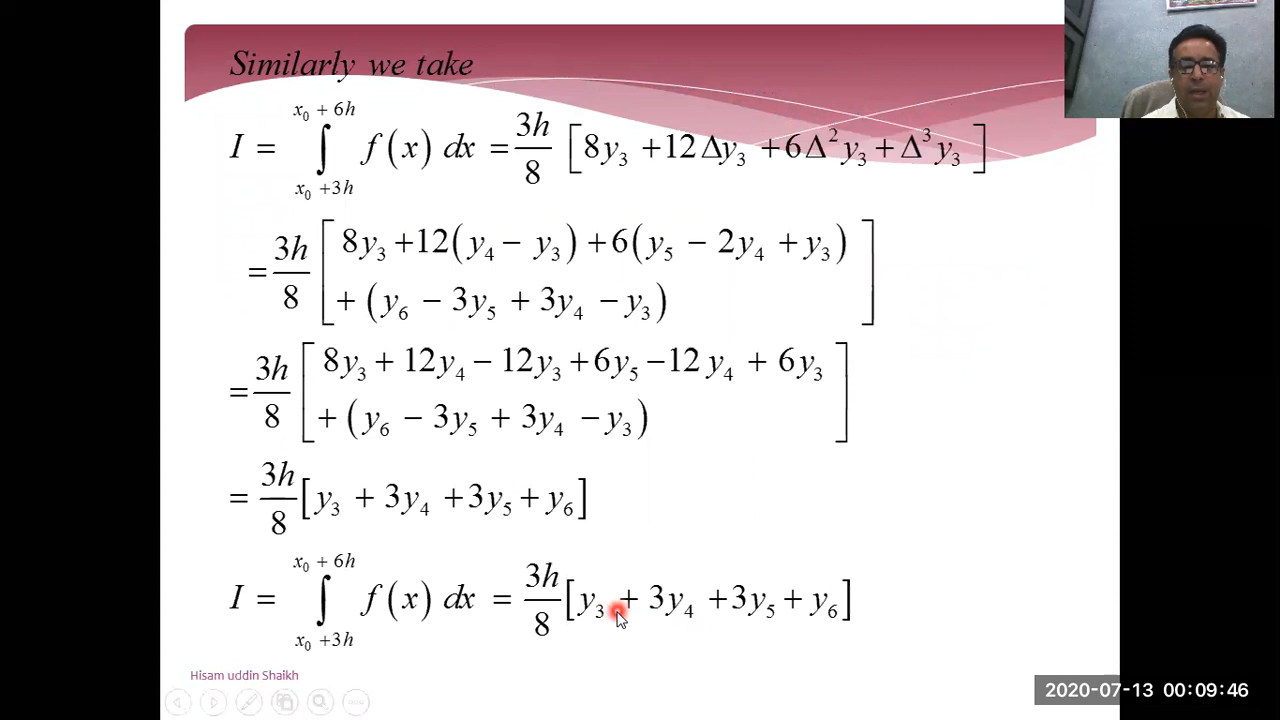 Similarly we take
I = ∫_{x₀ + 3h}^{x₀ + 6h} f(x) dx = 3h/8 [8y₃ + 12Δy₃ + 6Δ²y₃ + Δ³y₃]
= 3h/8 [8y₃ + 12(y₄ − y₃) + 6(y₅ − 2y₄ + y₃)
+ (y₆ − 3y₅ + 3y₄ − y₃)]
= 3h/8 [8y₃ + 12y₄ − 12y₃ + 6y₅ − 12y₄ + 6y₃
+ (y₆ − 3y₅ + 3y₄ − y₃)]
= 3h/8 [y₃ + 3y₄ + 3y₅ + y₆]
I = ∫_{x₀ + 3h}^{x₀ + 6h} f(x) dx = 3h/8 [y₃ + 3y₄ + 3y₅ + y₆]
Hisam uddin Shaikh
2020-07-13 00:09:46